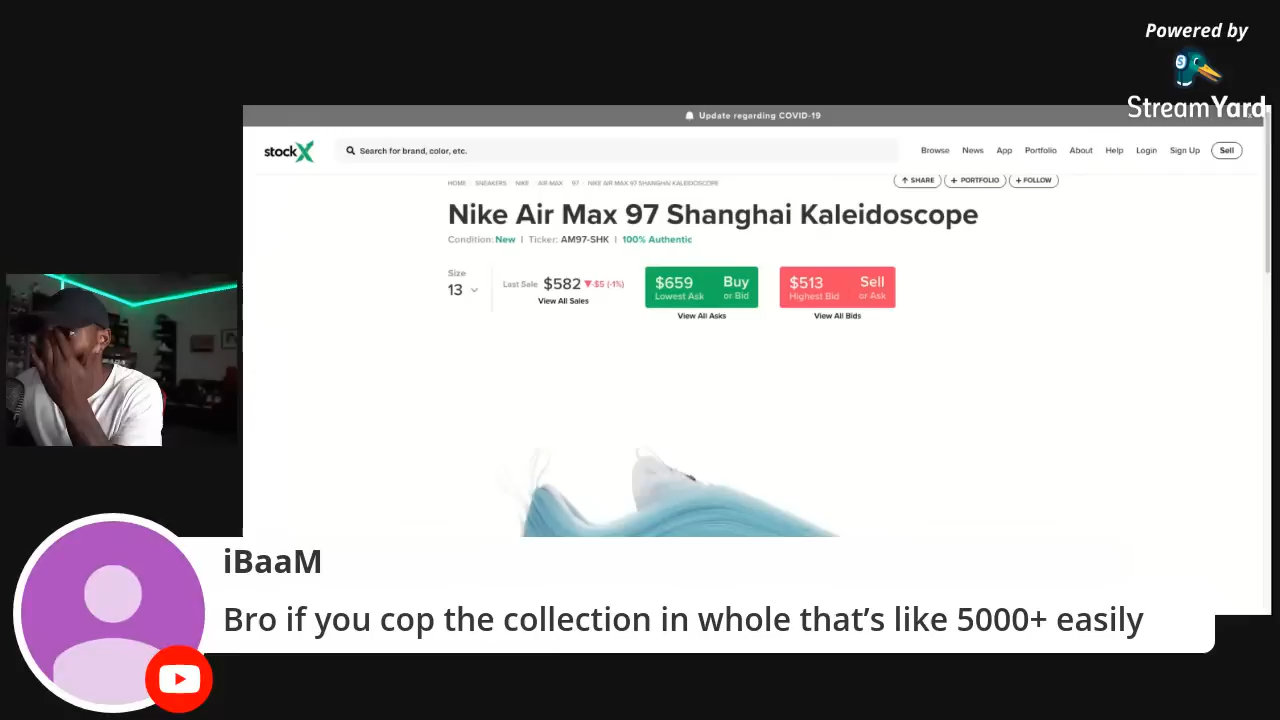 Powered by
StreamYard
Update regarding COVID-19
stockX
Search for brand, color, etc.
Browse News App Portfolio About Help Login Sign Up Sell
HOME SNEAKERS NIKE AIR MAX 97 NIKE AIR MAX 97 SHANGHAI KALEIDOSCOPE
SHARE + PORTFOLIO + FOLLOW
Nike Air Max 97 Shanghai Kaleidoscope
Condition: New | Ticker: AM97-SHK | 100% Authentic
Size
13
Last Sale $582 ▼-$5 (-1%)
View All Sales
$659 Buy
Lowest Ask or Bid
View All Asks
$513 Sell
Highest Bid or Ask
View All Bids
iBaaM
Bro if you cop the collection in whole that’s like 5000+ easily